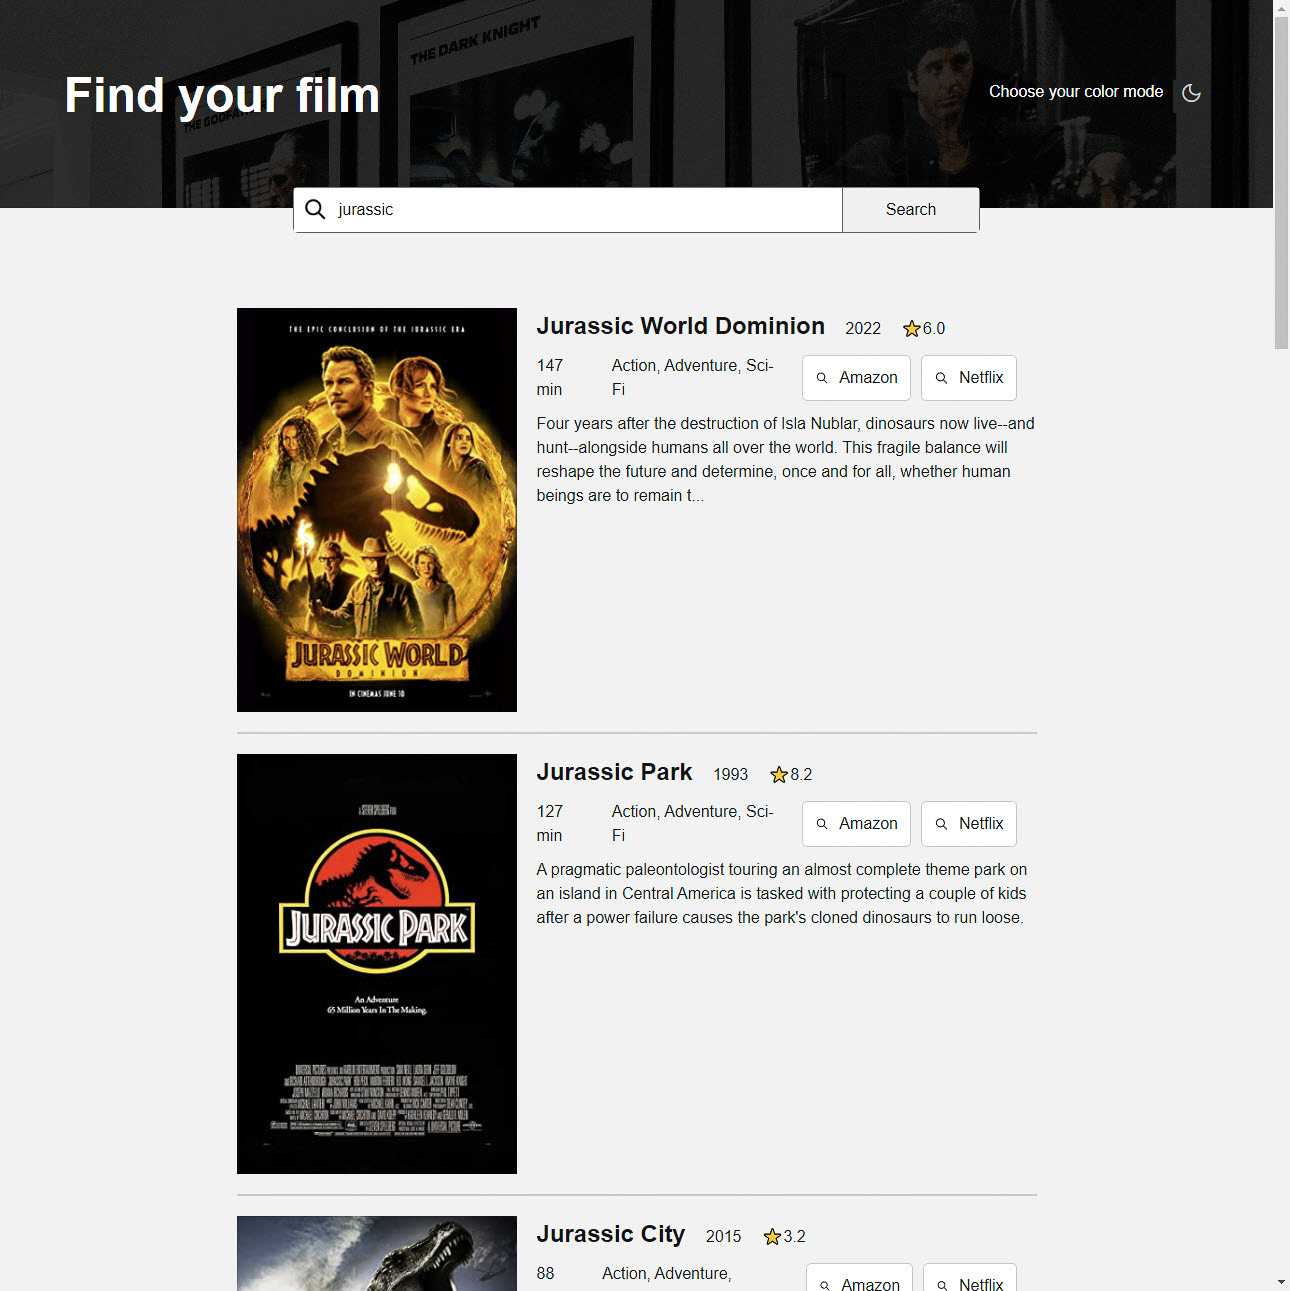 THE DARK KNIGHT
Find your film
THE GODFATHER
Choose your color mode
jurassic
Search
THE EPIC CONCLUSION OF THE JURASSIC ERA
JURASSIC WORLD
DOMINION
IN CINEMAS JUNE 10
Jurassic World Dominion 2022 6.0
147 Action, Adventure, Sci-
min Fi
Amazon Netflix
Four years after the destruction of Isla Nublar, dinosaurs now live--and
hunt--alongside humans all over the world. This fragile balance will
reshape the future and determine, once and for all, whether human
beings are to remain t...
A STEVEN SPIELBERG FILM
JURASSIC PARK
An Adventure
65 Million Years In The Making.
Jurassic Park 1993 8.2
127 Action, Adventure, Sci-
min Fi
Amazon Netflix
A pragmatic paleontologist touring an almost complete theme park on
an island in Central America is tasked with protecting a couple of kids
after a power failure causes the park's cloned dinosaurs to run loose.
Jurassic City 2015 3.2
88 Action, Adventure,
Amazon Netflix